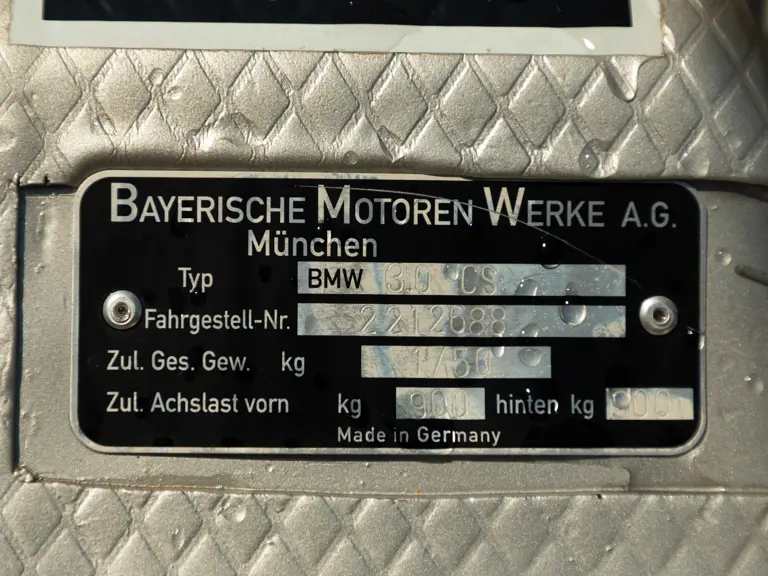 BAYERISCHE MOTOREN WERKE A.G.
München
Typ BMW 3.0 CS
Fahrgestell-Nr. 2212688
Zul. Ges. Gew. kg 1750
Zul. Achslast vorn kg 900 hinten kg 900
Made in Germany